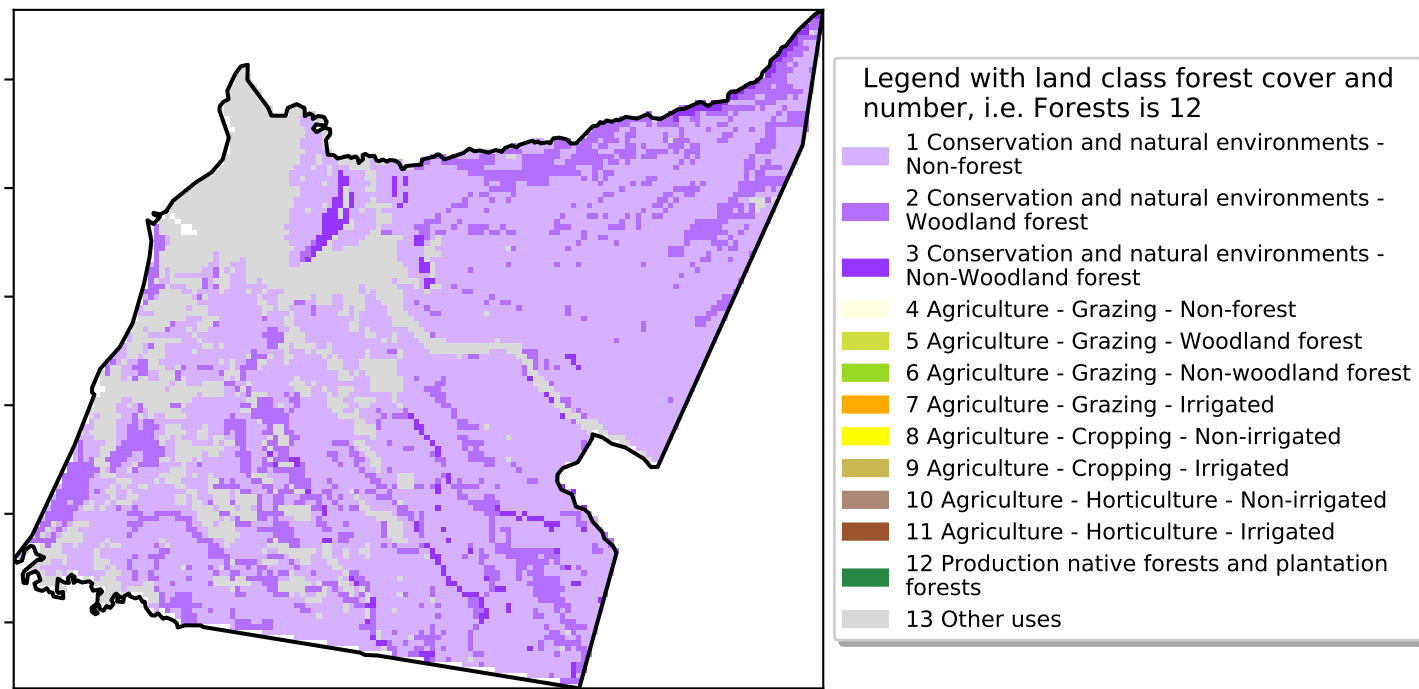 Legend with land class forest cover and
number, i.e. Forests is 12
1 Conservation and natural environments -
Non-forest
2 Conservation and natural environments -
Woodland forest
3 Conservation and natural environments -
Non-Woodland forest
4 Agriculture - Grazing - Non-forest
5 Agriculture - Grazing - Woodland forest
6 Agriculture - Grazing - Non-woodland forest
7 Agriculture - Grazing - Irrigated
8 Agriculture - Cropping - Non-irrigated
9 Agriculture - Cropping - Irrigated
10 Agriculture - Horticulture - Non-irrigated
11 Agriculture - Horticulture - Irrigated
12 Production native forests and plantation
forests
13 Other uses